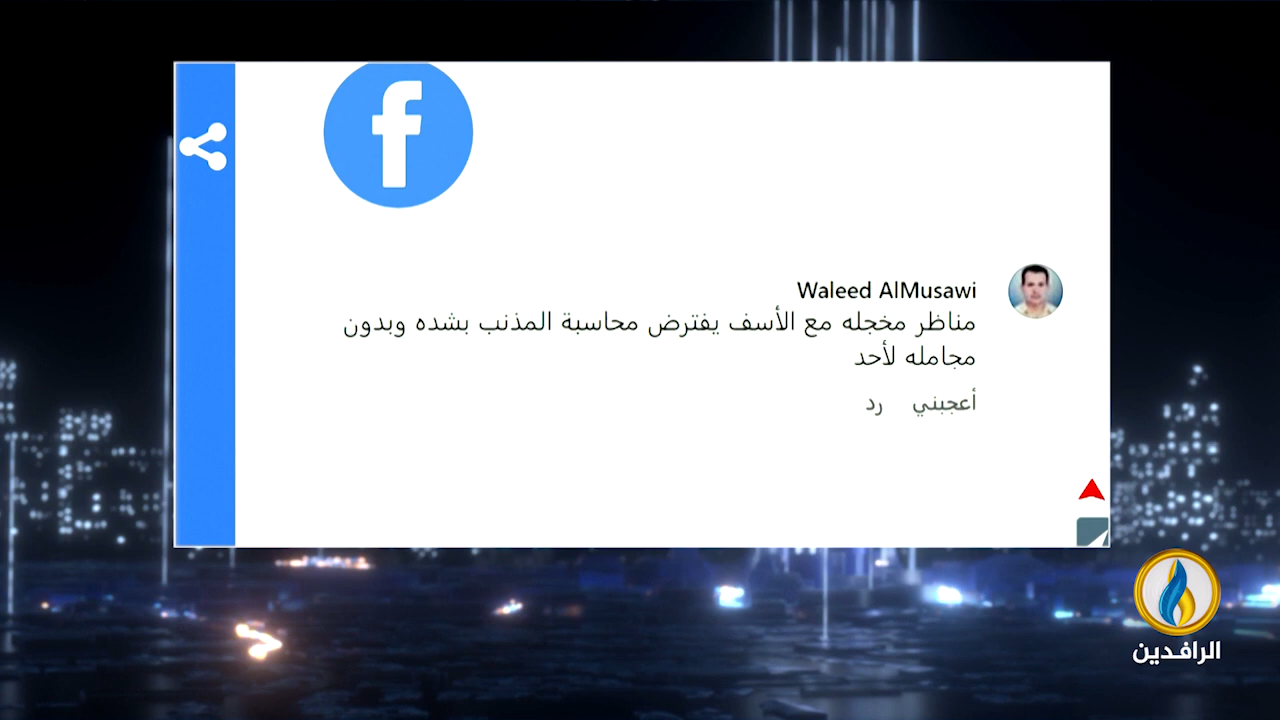 f
Waleed AlMusawi
مناظر مخجله مع الأسف يفترض محاسبة المذنب بشده وبدون
مجامله لأحد
أعجبني رد
الرافدين